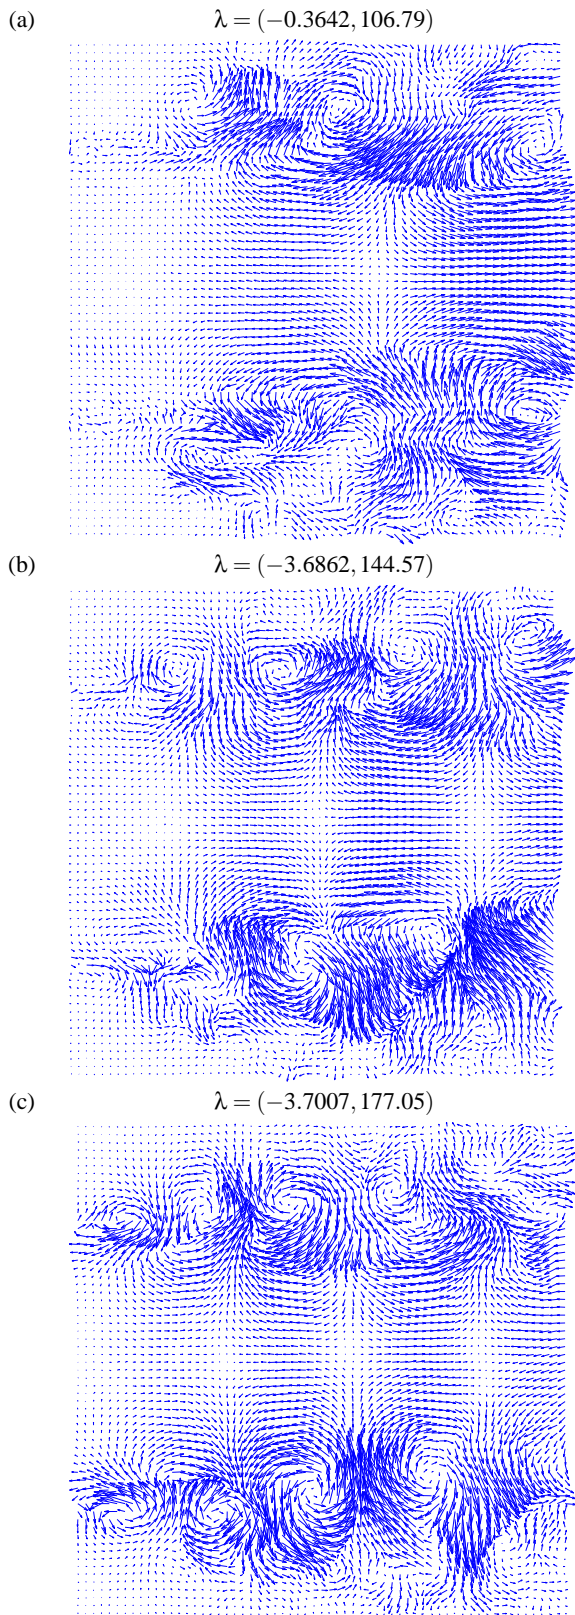 (a) λ = (−0.3642, 106.79)
(b) λ = (−3.6862, 144.57)
(c) λ = (−3.7007, 177.05)